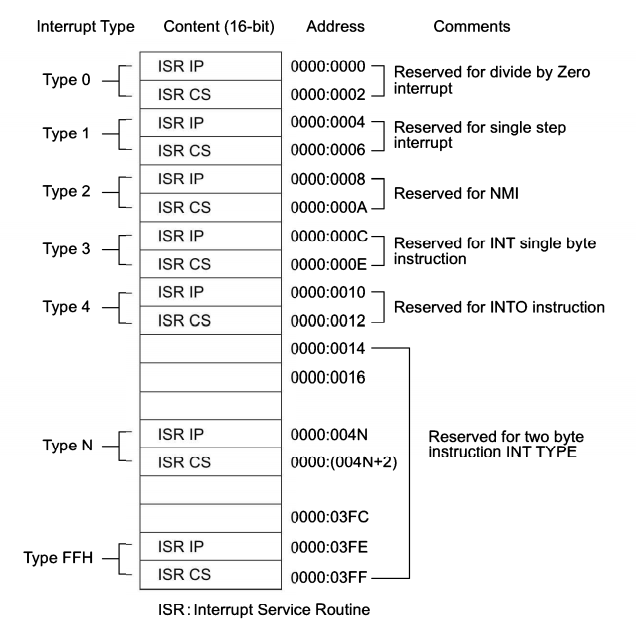 Interrupt Type Content (16-bit) Address Comments
Type 0 ISR IP 0000:0000 Reserved for divide by Zero
ISR CS 0000:0002 interrupt
Type 1 ISR IP 0000:0004 Reserved for single step
ISR CS 0000:0006 interrupt
Type 2 ISR IP 0000:0008 Reserved for NMI
ISR CS 0000:000A
Type 3 ISR IP 0000:000C Reserved for INT single byte
ISR CS 0000:000E instruction
Type 4 ISR IP 0000:0010 Reserved for INTO instruction
ISR CS 0000:0012
0000:0014
0000:0016
Type N ISR IP 0000:004N Reserved for two byte
ISR CS 0000:(004N+2) instruction INT TYPE
0000:03FC
Type FFH ISR IP 0000:03FE
ISR CS 0000:03FF
ISR : Interrupt Service Routine